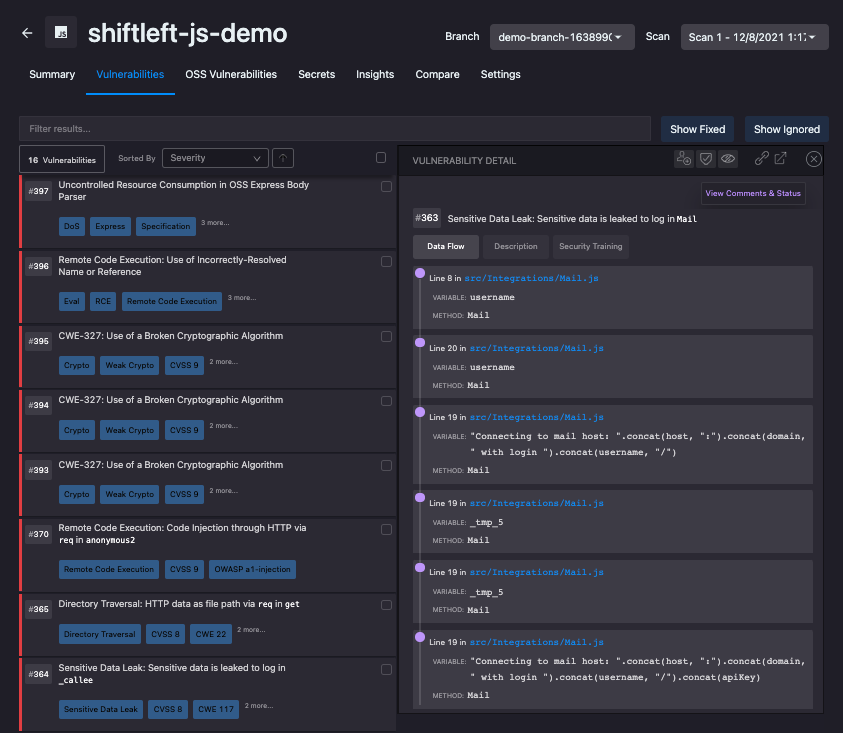 JS
shiftleft-js-demo
Branch
demo-branch-1638990
Scan
Scan 1 - 12/8/2021 1:17
Summary
Vulnerabilities
OSS Vulnerabilities
Secrets
Insights
Compare
Settings
Filter results...
Show Fixed
Show Ignored
16 Vulnerabilities
Sorted By
Severity
#397
Uncontrolled Resource Consumption in OSS Express Body
Parser
DoS
Express
Specification
3 more...
#396
Remote Code Execution: Use of Incorrectly-Resolved
Name or Reference
Eval
RCE
Remote Code Execution
3 more...
#395
CWE-327: Use of a Broken Cryptographic Algorithm
Crypto
Weak Crypto
CVSS 9
2 more...
#394
CWE-327: Use of a Broken Cryptographic Algorithm
Crypto
Weak Crypto
CVSS 9
2 more...
#393
CWE-327: Use of a Broken Cryptographic Algorithm
Crypto
Weak Crypto
CVSS 9
2 more...
#370
Remote Code Execution: Code Injection through HTTP via
req in anonymous2
Remote Code Execution
CVSS 9
OWASP a1-injection
#365
Directory Traversal: HTTP data as file path via req in get
Directory Traversal
CVSS 8
CWE 22
2 more...
#364
Sensitive Data Leak: Sensitive data is leaked to log in
_callee
Sensitive Data Leak
CVSS 8
CWE 117
2 more...
VULNERABILITY DETAIL
View Comments & Status
#363
Sensitive Data Leak: Sensitive data is leaked to log in Mail
Data Flow
Description
Security Training
Line 8 in src/Integrations/Mail.js
VARIABLE: username
METHOD: Mail
Line 20 in src/Integrations/Mail.js
VARIABLE: username
METHOD: Mail
Line 19 in src/Integrations/Mail.js
VARIABLE: "Connecting to mail host: ".concat(host, ":").concat(domain,
" with login ").concat(username, "/")
METHOD: Mail
Line 19 in src/Integrations/Mail.js
VARIABLE: _tmp_5
METHOD: Mail
Line 19 in src/Integrations/Mail.js
VARIABLE: _tmp_5
METHOD: Mail
Line 19 in src/Integrations/Mail.js
VARIABLE: "Connecting to mail host: ".concat(host, ":").concat(domain,
" with login ").concat(username, "/").concat(apiKey)
METHOD: Mail